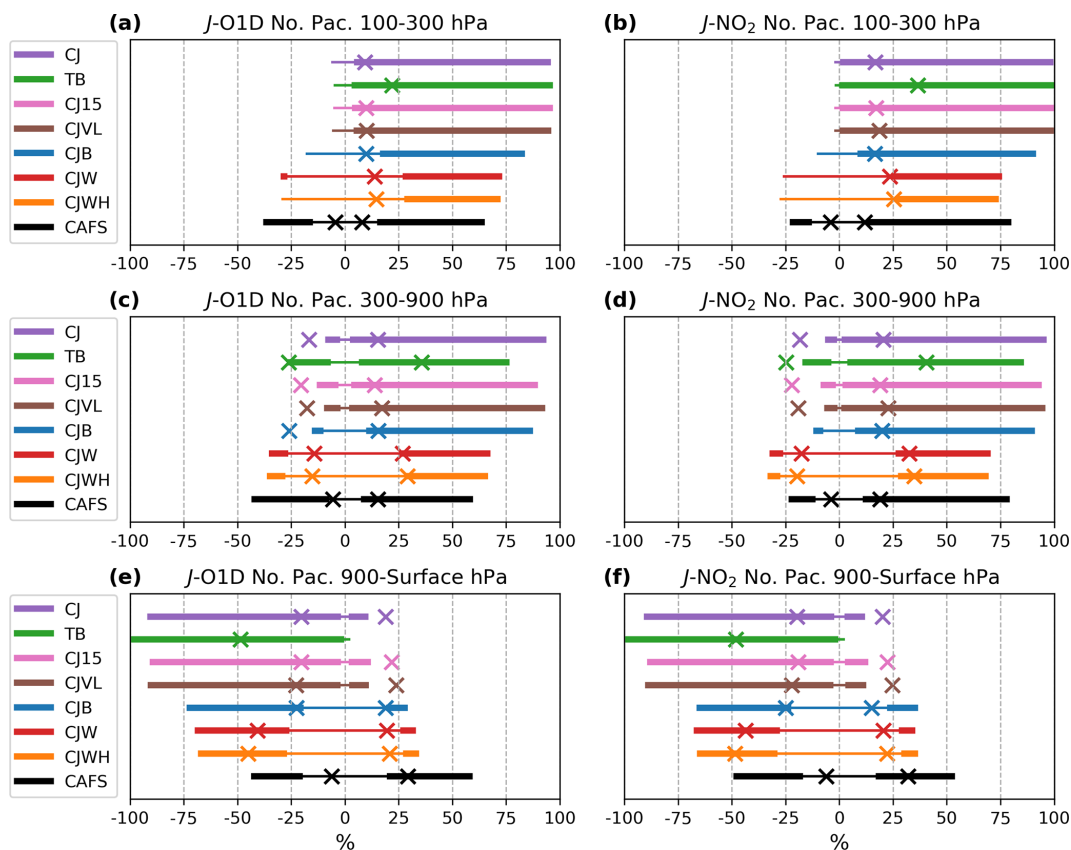 (a) J-O1D No. Pac. 100-300 hPa
(b) J-NO₂ No. Pac. 100-300 hPa
CJ
TB
CJ15
CJVL
CJB
CJW
CJWH
CAFS
-100 -75 -50 -25 0 25 50 75 100
-100 -75 -50 -25 0 25 50 75 100
(c) J-O1D No. Pac. 300-900 hPa
(d) J-NO₂ No. Pac. 300-900 hPa
CJ
TB
CJ15
CJVL
CJB
CJW
CJWH
CAFS
-100 -75 -50 -25 0 25 50 75 100
-100 -75 -50 -25 0 25 50 75 100
(e) J-O1D No. Pac. 900-Surface hPa
(f) J-NO₂ No. Pac. 900-Surface hPa
CJ
TB
CJ15
CJVL
CJB
CJW
CJWH
CAFS
-100 -75 -50 -25 0 25 50 75 100
-100 -75 -50 -25 0 25 50 75 100
%
%